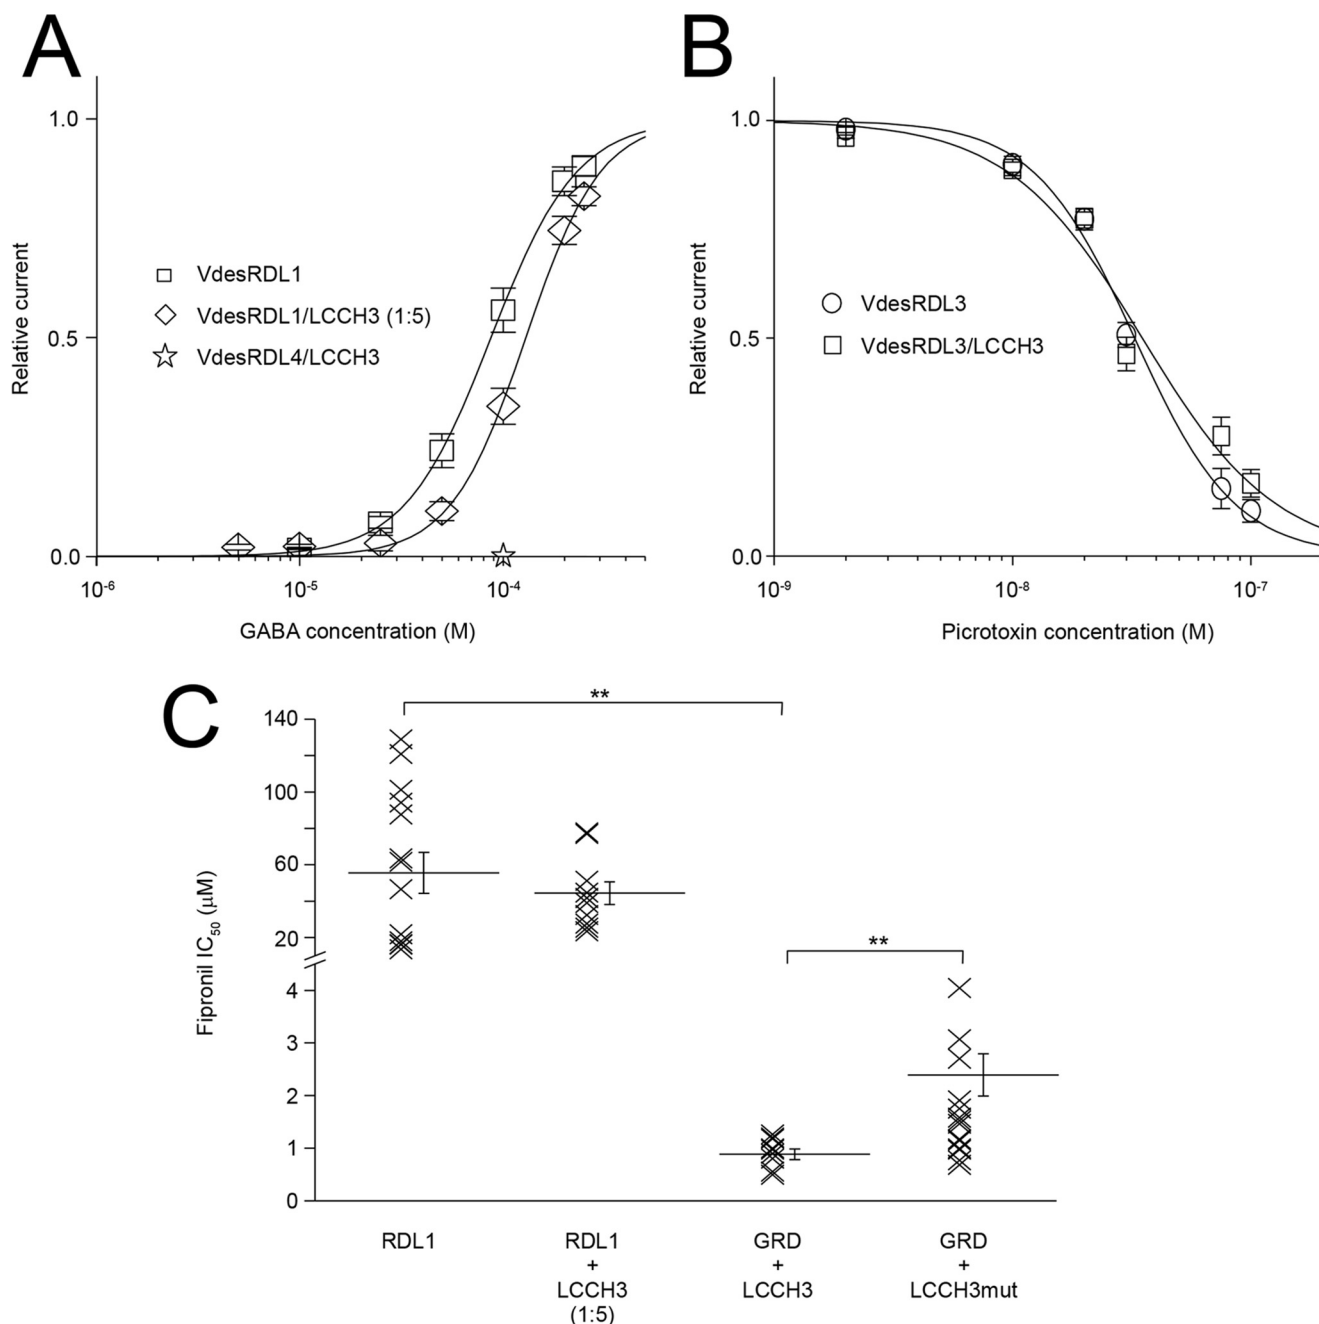 A
1.0
0.5
0.0
Relative current
VdesRDL1
VdesRDL1/LCCH3 (1:5)
VdesRDL4/LCCH3
10-6
10-5
10-4
GABA concentration (M)
B
1.0
0.5
0.0
Relative current
VdesRDL3
VdesRDL3/LCCH3
10-9
10-8
10-7
Picrotoxin concentration (M)
C
**
140
100
60
20
4
3
2
1
0
Fipronil IC50 (μM)
**
RDL1
RDL1
+
LCCH3
(1:5)
GRD
+
LCCH3
GRD
+
LCCH3mut